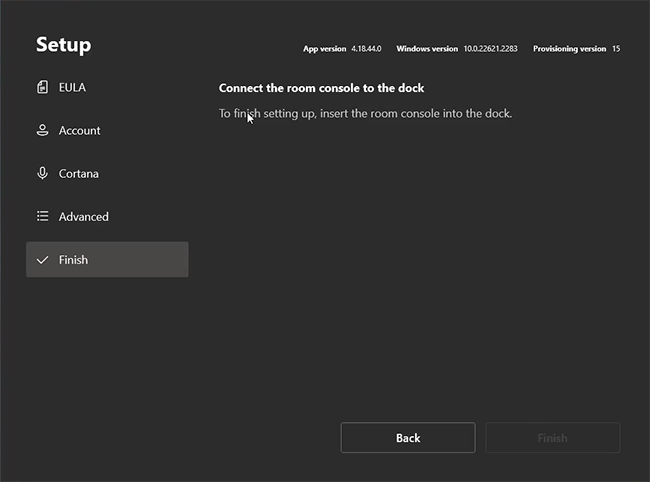 Setup
App version 4.18.44.0 Windows version 10.0.22621.2283 Provisioning version 15
EULA
Account
Cortana
Advanced
Finish
Connect the room console to the dock
To finish setting up, insert the room console into the dock.
Back
Finish